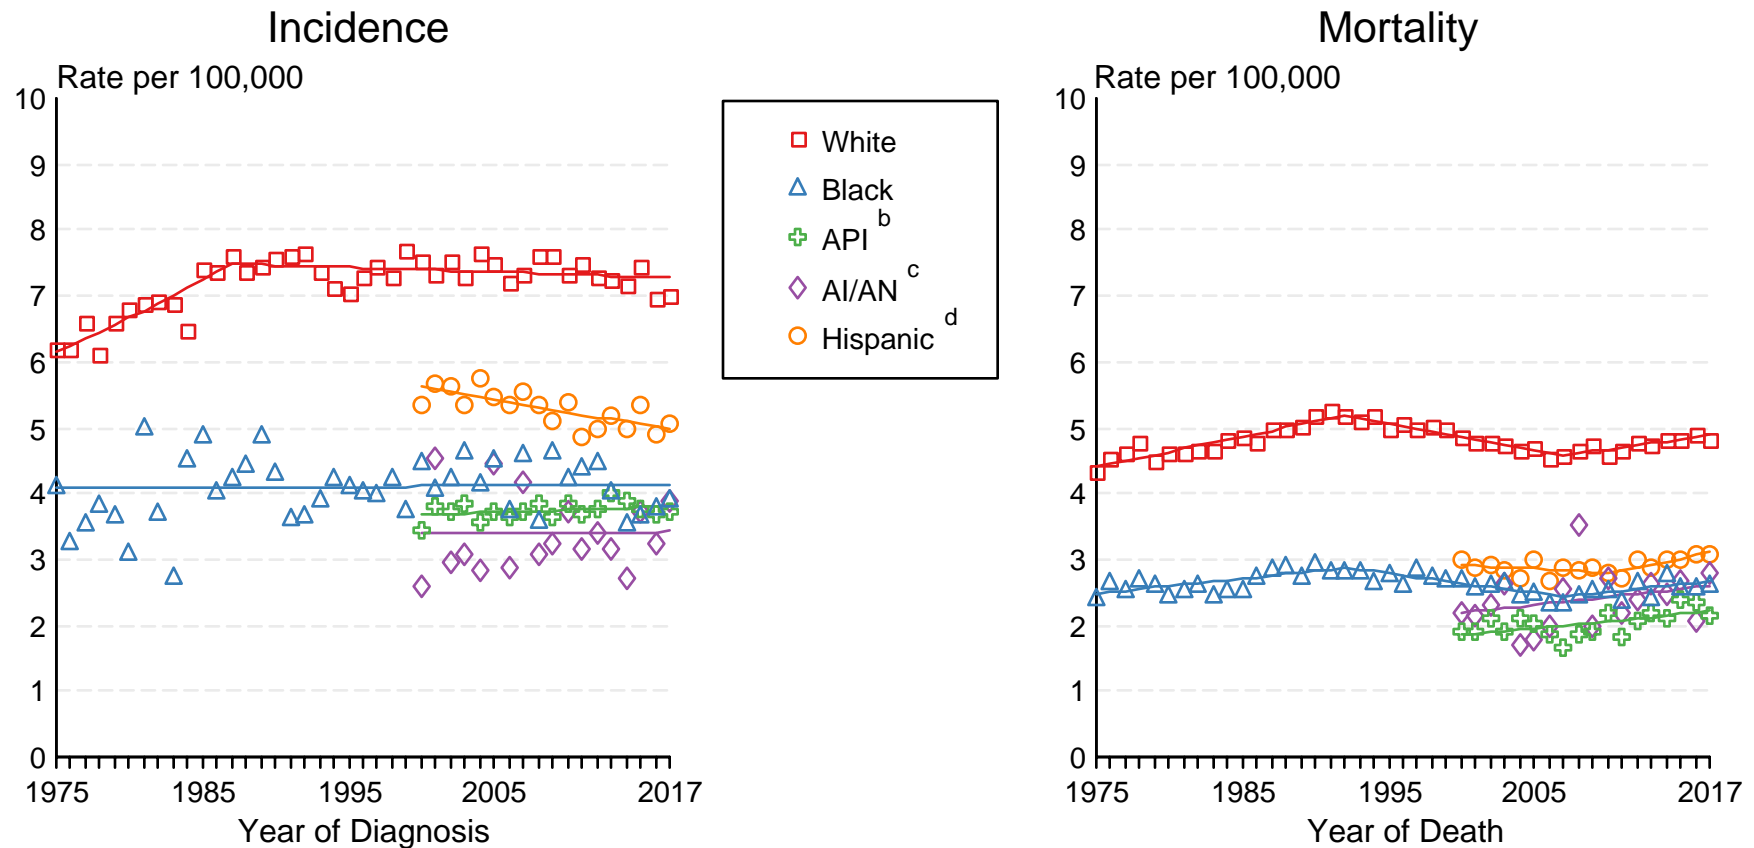 Incidence
Rate per 100,000
10
9
8
7
6
5
4
3
2
1
0
1975 1985 1995 2005 2017
Year of Diagnosis
White
Black
API b
AI/AN c
Hispanic d
Mortality
Rate per 100,000
10
9
8
7
6
5
4
3
2
1
0
1975 1985 1995 2005 2017
Year of Death